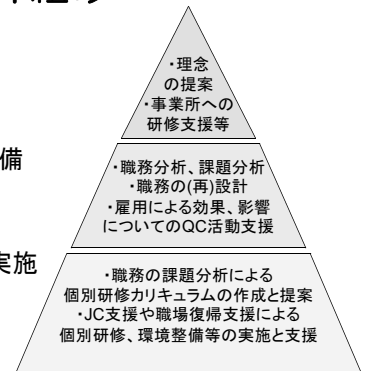 ・理念
の提案
・事業所への
研修支援等
備
・職務分析、課題分析
・職務の(再)設計
・雇用による効果、影響
についてのQC活動支援
実施
・職務の課題分析による
個別研修カリキュラムの作成と提案
・JC支援や職場復帰支援による
個別研修、環境整備等の実施と支援